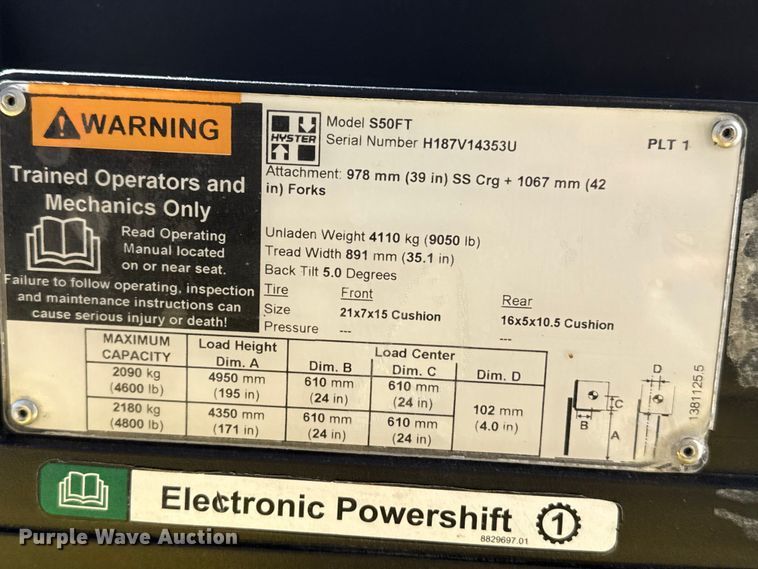 WARNING
Trained Operators and
Mechanics Only
Read Operating
Manual located
on or near seat.
Failure to follow operating, inspection
and maintenance instructions can
cause serious injury or death!
HYSTER
Model S50FT
Serial Number H187V14353U
PLT 1
Attachment: 978 mm (39 in) SS Crg + 1067 mm (42
in) Forks
Unladen Weight 4110 kg (9050 lb)
Tread Width 891 mm (35.1 in)
Back Tilt 5.0 Degrees
Tire Front Rear
Size 21x7x15 Cushion 16x5x10.5 Cushion
Pressure --- ---
MAXIMUM Load Height Load Center
CAPACITY Dim. A Dim. B Dim. C Dim. D
2090 kg 4950 mm 610 mm 610 mm
(4600 lb) (195 in) (24 in) (24 in)
2180 kg 4350 mm 610 mm 610 mm 102 mm
(4800 lb) (171 in) (24 in) (24 in) (4.0 in)
D
C
B
A
1381125.5
Electronic Powershift 1
8829697.01
Purple Wave Auction